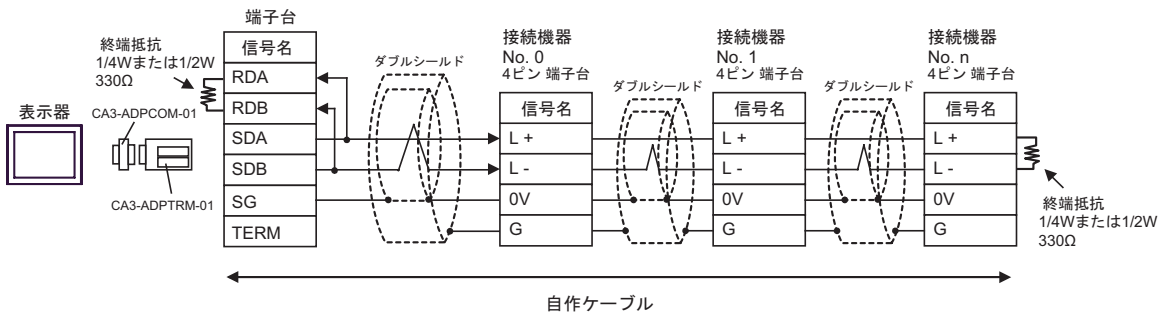 端子台
信号名
RDA
RDB
SDA
SDB
SG
TERM
終端抵抗
1/4Wまたは1/2W
330Ω
表示器
CA3-ADPCOM-01
CA3-ADPTRM-01
ダブルシールド
接続機器
No. 0
4ピン 端子台
信号名
L +
L -
0V
G
ダブルシールド
接続機器
No. 1
4ピン 端子台
信号名
L +
L -
0V
G
ダブルシールド
接続機器
No. n
4ピン 端子台
信号名
L +
L -
0V
G
終端抵抗
1/4Wまたは1/2W
330Ω
自作ケーブル